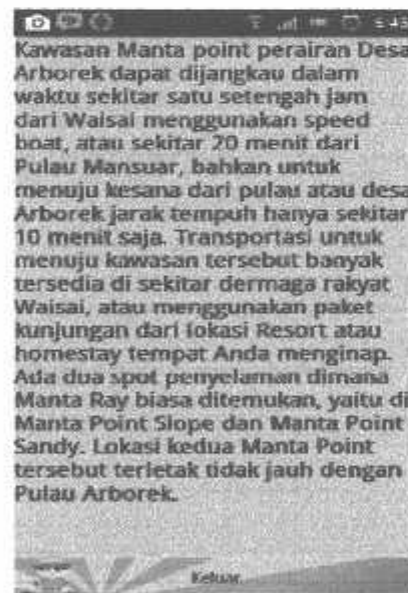 Kawasan Manta point perairan Desa
Arborek dapat dijangkau dalam
waktu sekitar satu setengah jam
dari Waisai menggunakan speed
boat, atau sekitar 20 menit dari
Pulau Mansuar, bahkan untuk
menuju kesana dari pulau atau desa
Arborek jarak tempuh hanya sekitar
10 menit saja. Transportasi untuk
menuju kawasan tersebut banyak
tersedia di sekitar dermaga rakyat
Waisai, atau menggunakan paket
kunjungan dari lokasi Resort atau
homestay tempat Anda menginap.
Ada dua spot penyelaman dimana
Manta Ray biasa ditemukan, yaitu di
Manta Point Slope dan Manta Point
Sandy. Lokasi kedua Manta Point
tersebut terletak tidak jauh dengan
Pulau Arborek.
Keluar